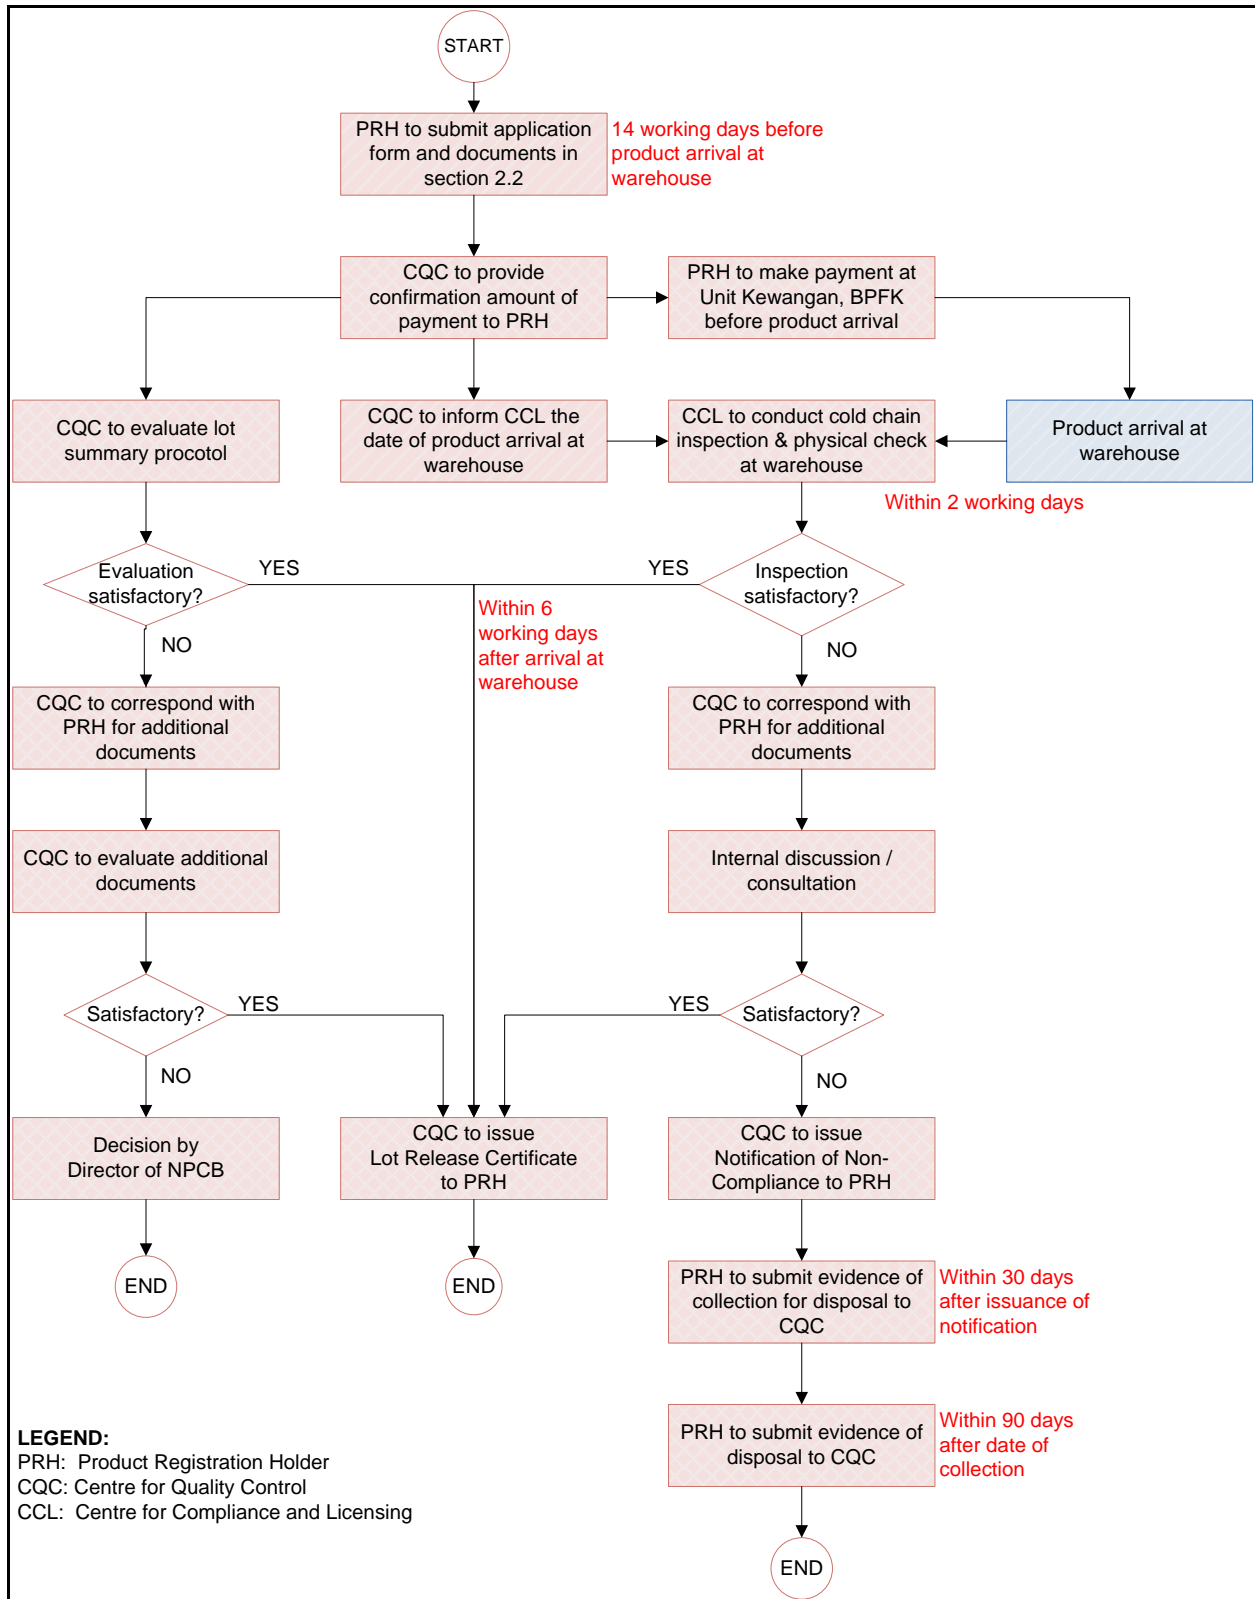 START
PRH to submit application
form and documents in
section 2.2
14 working days before
product arrival at
warehouse
CQC to provide
confirmation amount of
payment to PRH
PRH to make payment at
Unit Kewangan, BPFK
before product arrival
CQC to evaluate lot
summary procotol
CQC to inform CCL the
date of product arrival at
warehouse
CCL to conduct cold chain
inspection & physical check
at warehouse
Product arrival at
warehouse
Within 2 working days
Evaluation
satisfactory?
YES
YES
Inspection
satisfactory?
Within 6
working days
after arrival at
warehouse
NO
NO
CQC to correspond with
PRH for additional
documents
CQC to correspond with
PRH for additional
documents
CQC to evaluate additional
documents
Internal discussion /
consultation
Satisfactory?
YES
YES
Satisfactory?
NO
NO
Decision by
Director of NPCB
CQC to issue
Lot Release Certificate
to PRH
CQC to issue
Notification of Non-
Compliance to PRH
END
END
PRH to submit evidence of
collection for disposal to
CQC
Within 30 days
after issuance of
notification
PRH to submit evidence of
disposal to CQC
Within 90 days
after date of
collection
LEGEND:
PRH: Product Registration Holder
CQC: Centre for Quality Control
CCL: Centre for Compliance and Licensing
END